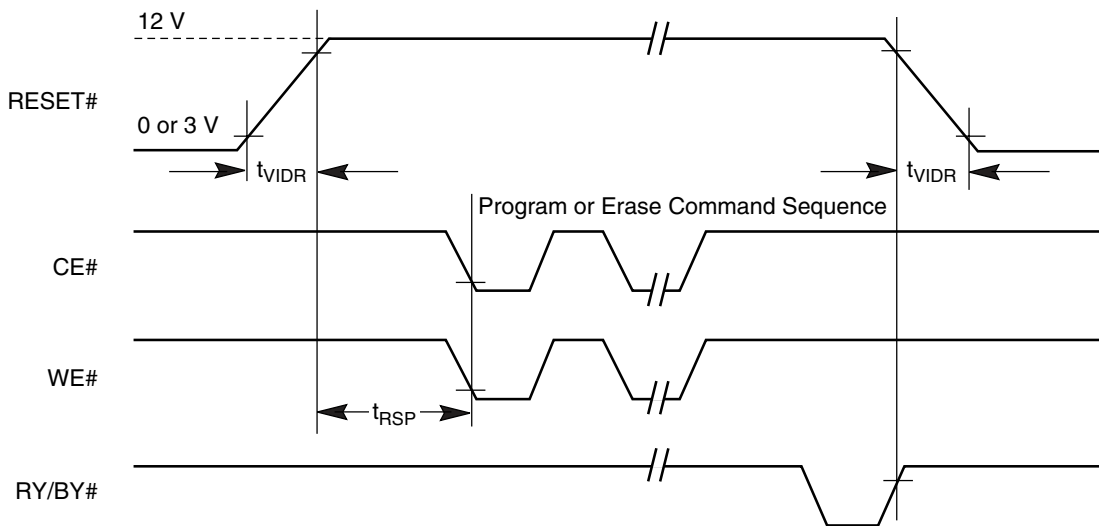 12 V
RESET#
0 or 3 V
tVIDR
tVIDR
Program or Erase Command Sequence
CE#
WE#
tRSP
RY/BY#